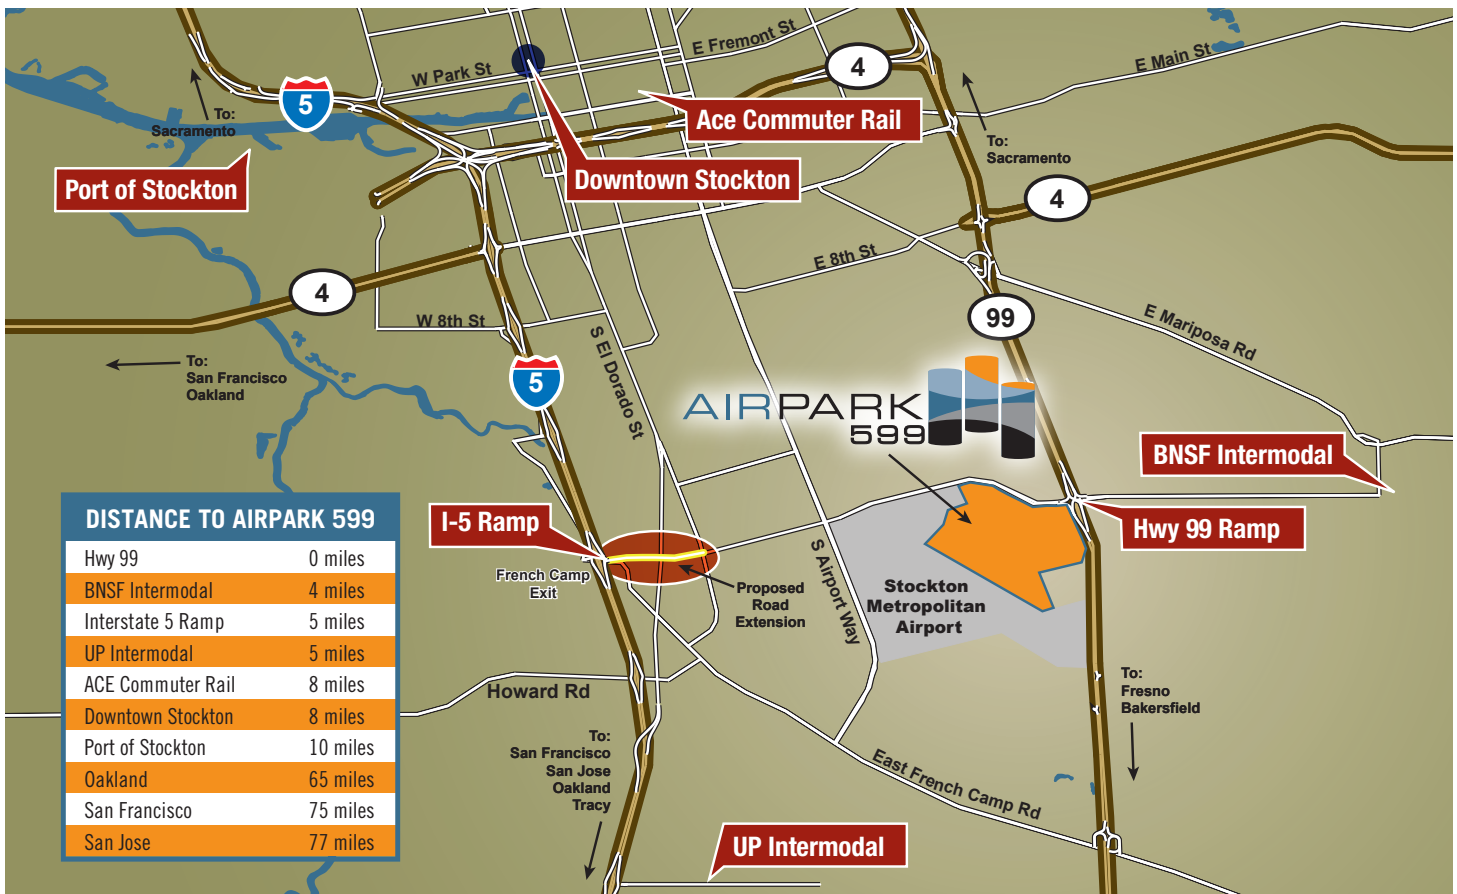 E Fremont St
W Park St
4
E Main St
5
To:
Sacramento
Ace Commuter Rail
To:
Sacramento
Port of Stockton
Downtown Stockton
4
E 8th St
4
W 8th St
99
E Mariposa Rd
To:
San Francisco
Oakland
5
S El Dorado St
AIRPARK
599
BNSF Intermodal
DISTANCE TO AIRPARK 599
Hwy 99 0 miles
BNSF Intermodal 4 miles
Interstate 5 Ramp 5 miles
UP Intermodal 5 miles
ACE Commuter Rail 8 miles
Downtown Stockton 8 miles
Port of Stockton 10 miles
Oakland 65 miles
San Francisco 75 miles
San Jose 77 miles
I-5 Ramp
Hwy 99 Ramp
French Camp
Exit
Proposed
Road
Extension
S Airport Way
Stockton
Metropolitan
Airport
Howard Rd
To:
Fresno
Bakersfield
To:
San Francisco
San Jose
Oakland
Tracy
East French Camp Rd
UP Intermodal